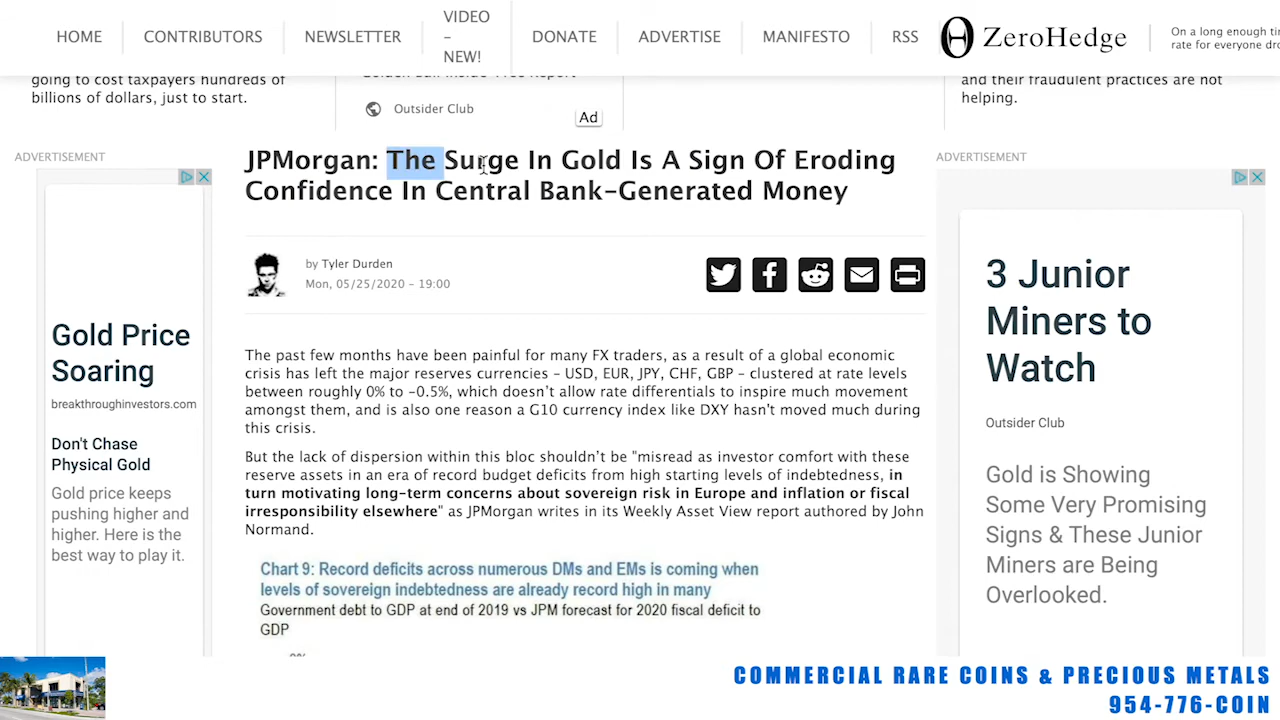 HOME
CONTRIBUTORS
NEWSLETTER
VIDEO
–
NEW!
DONATE
ADVERTISE
MANIFESTO
RSS
ZeroHedge
On a long enough
rate for everyone
going to cost taxpayers hundreds of
billions of dollars, just to start.
Outsider Club
Ad
and their fraudulent practices are not
helping.
ADVERTISEMENT
JPMorgan: The Surge In Gold Is A Sign Of Eroding
Confidence In Central Bank-Generated Money
by Tyler Durden
Mon, 05/25/2020 - 19:00
Gold Price
Soaring
breakthroughinvestors.com
Don't Chase
Physical Gold
Gold price keeps
pushing higher and
higher. Here is the
best way to play it.
The past few months have been painful for many FX traders, as a result of a global economic
crisis has left the major reserves currencies – USD, EUR, JPY, CHF, GBP – clustered at rate levels
between roughly 0% to -0.5%, which doesn't allow rate differentials to inspire much movement
amongst them, and is also one reason a G10 currency index like DXY hasn't moved much during
this crisis.
But the lack of dispersion within this bloc shouldn't be "misread as investor comfort with these
reserve assets in an era of record budget deficits from high starting levels of indebtedness, in
turn motivating long-term concerns about sovereign risk in Europe and inflation or fiscal
irresponsibility elsewhere" as JPMorgan writes in its Weekly Asset View report authored by John
Normand.
Chart 9: Record deficits across numerous DMs and EMs is coming when
levels of sovereign indebtedness are already record high in many
Government debt to GDP at end of 2019 vs JPM forecast for 2020 fiscal deficit to
GDP
ADVERTISEMENT
3 Junior
Miners to
Watch
Outsider Club
Gold is Showing
Some Very Promising
Signs & These Junior
Miners are Being
Overlooked.
COMMERCIAL RARE COINS & PRECIOUS METALS
954-776-COIN